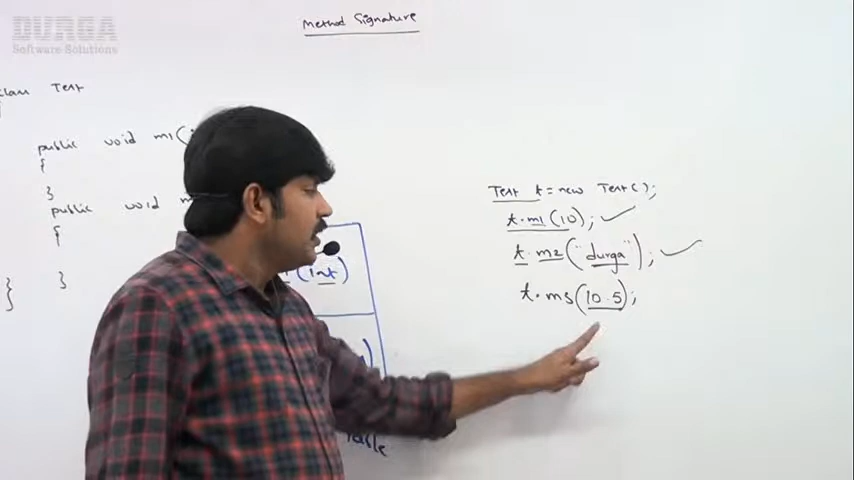 Method Signature
DURGA
Software Solutions
class Test
{
public void m1(
{
}
public void
{
}
}
(int)
Table
Test t = new Test();
t.m1(10);
t.m2("durga");
t.m3(10.5);